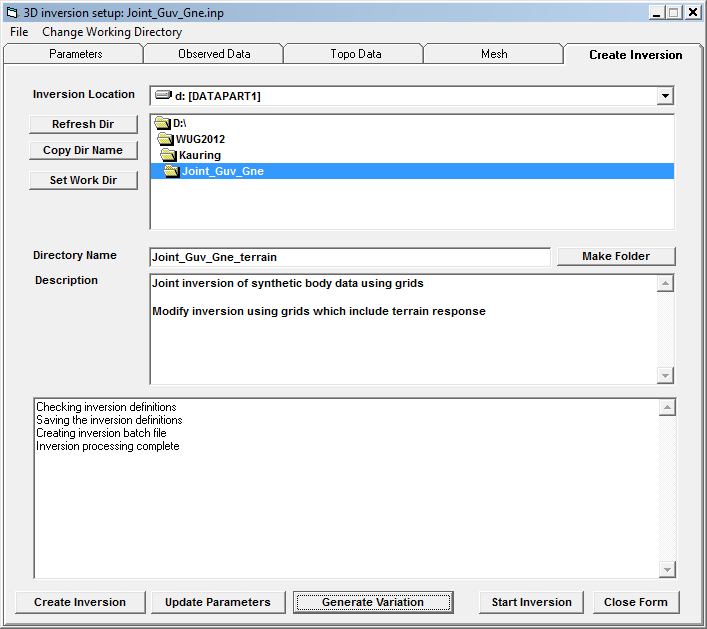 3D inversion setup: Joint_Guv_Gne.inp
File Change Working Directory
Parameters Observed Data Topo Data Mesh Create Inversion
Inversion Location d: [DATAPART1]
Refresh Dir
D:\
WUG2012
Copy Dir Name
Kauring
Joint_Guv_Gne
Set Work Dir
Directory Name Joint_Guv_Gne_terrain Make Folder
Description
Joint inversion of synthetic body data using grids
Modify inversion using grids which include terrain response
Checking inversion definitions
Saving the inversion definitions
Creating inversion batch file
Inversion processing complete
Create Inversion Update Parameters Generate Variation Start Inversion Close Form